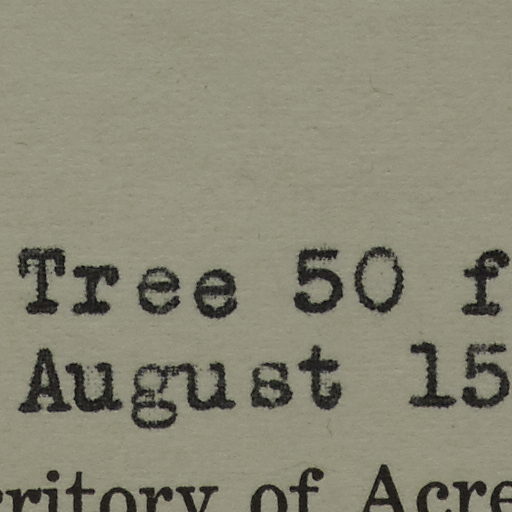 Tree 50 f
August 15
rritory of Acre